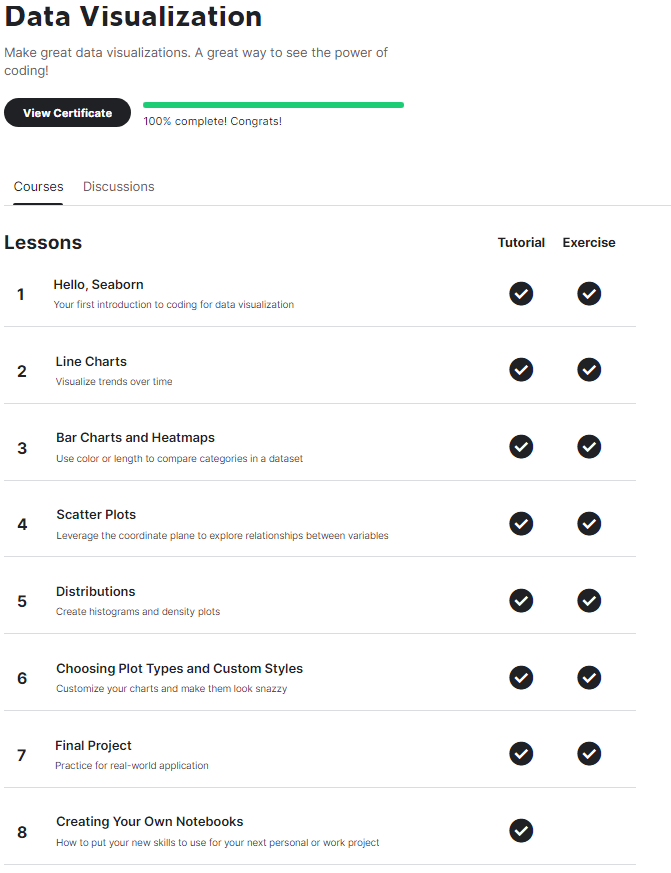 Data Visualization
Make great data visualizations. A great way to see the power of
coding!
View Certificate
100% complete! Congrats!
Courses Discussions
Lessons Tutorial Exercise
1 Hello, Seaborn
Your first introduction to coding for data visualization
2 Line Charts
Visualize trends over time
3 Bar Charts and Heatmaps
Use color or length to compare categories in a dataset
4 Scatter Plots
Leverage the coordinate plane to explore relationships between variables
5 Distributions
Create histograms and density plots
6 Choosing Plot Types and Custom Styles
Customize your charts and make them look snazzy
7 Final Project
Practice for real-world application
8 Creating Your Own Notebooks
How to put your new skills to use for your next personal or work project